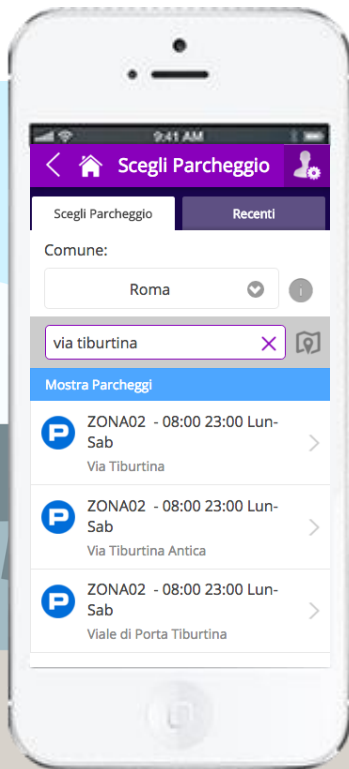 9:41 AM
Scegli Parcheggio
Scegli Parcheggio
Recenti
Comune:
Roma
i
via tiburtina
Mostra Parcheggi
P
ZONA02 - 08:00 23:00 Lun-
Sab
Via Tiburtina
P
ZONA02 - 08:00 23:00 Lun-
Sab
Via Tiburtina Antica
P
ZONA02 - 08:00 23:00 Lun-
Sab
Viale di Porta Tiburtina